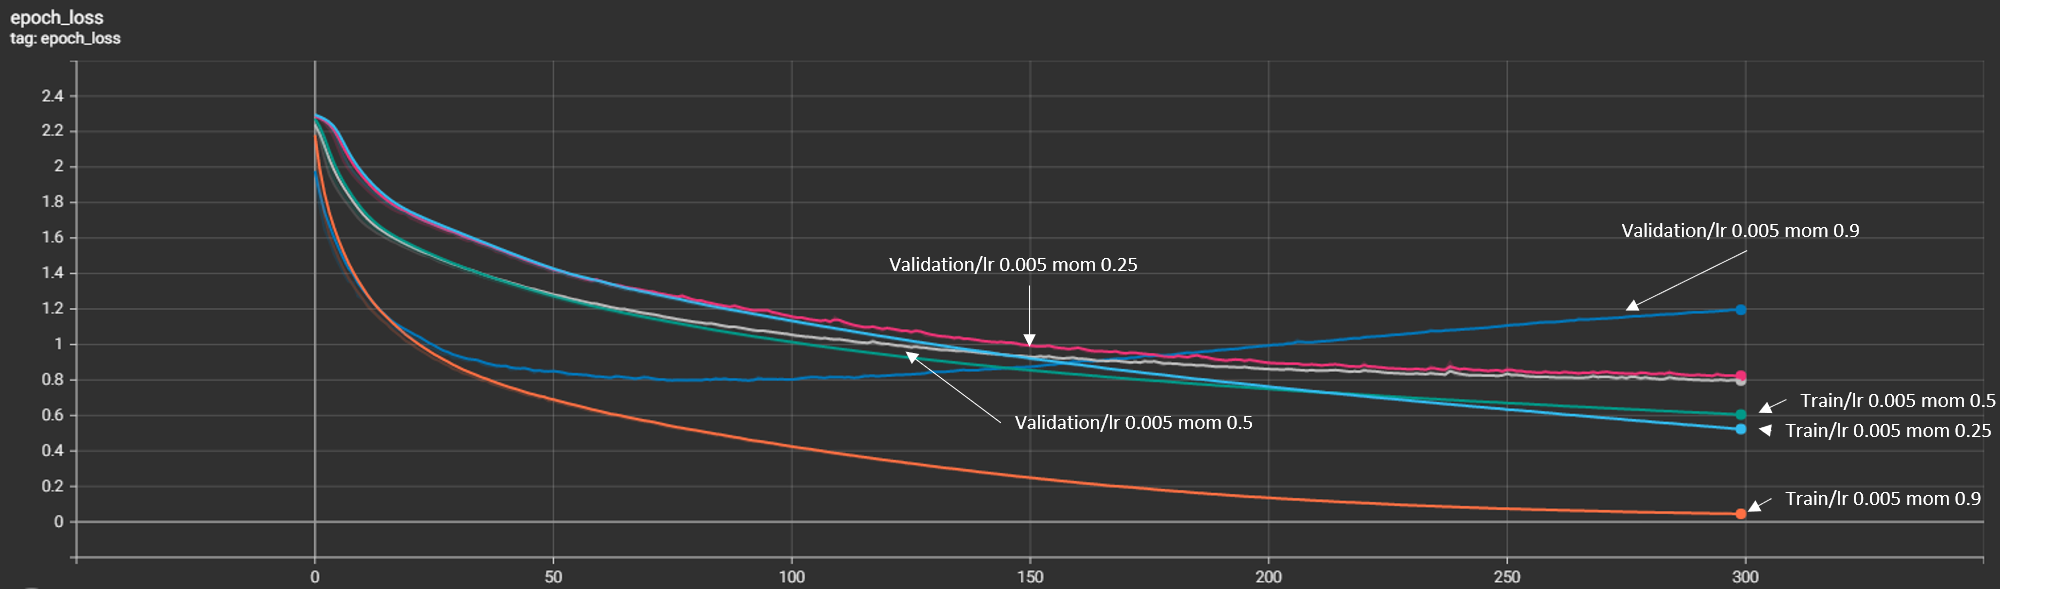 epoch_loss
tag: epoch_loss
2.4
2.2
2
1.8
1.6
1.4
1.2
1
0.8
0.6
0.4
0.2
0
Validation/lr 0.005 mom 0.9
Validation/lr 0.005 mom 0.25
Validation/lr 0.005 mom 0.5
Train/lr 0.005 mom 0.5
Train/lr 0.005 mom 0.25
Train/lr 0.005 mom 0.9
0 50 100 150 200 250 300